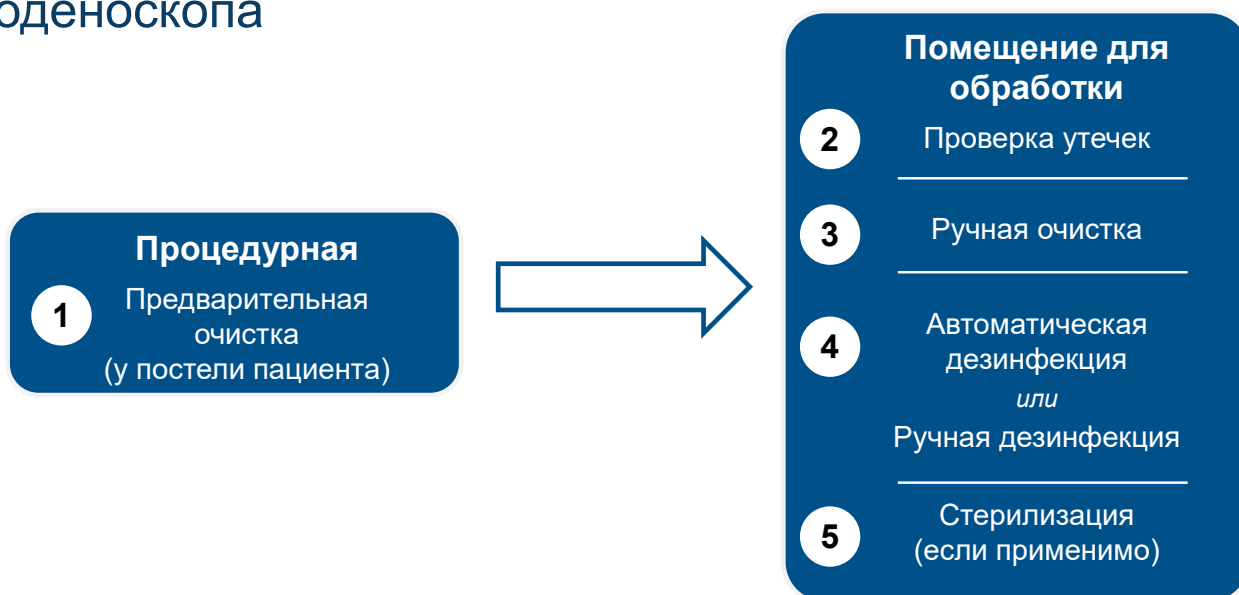 оденоскопа
Процедурная
1
Предварительная
очистка
(у постели пациента)
Помещение для
обработки
2
Проверка утечек
3
Ручная очистка
4
Автоматическая
дезинфекция
или
Ручная дезинфекция
5
Стерилизация
(если применимо)